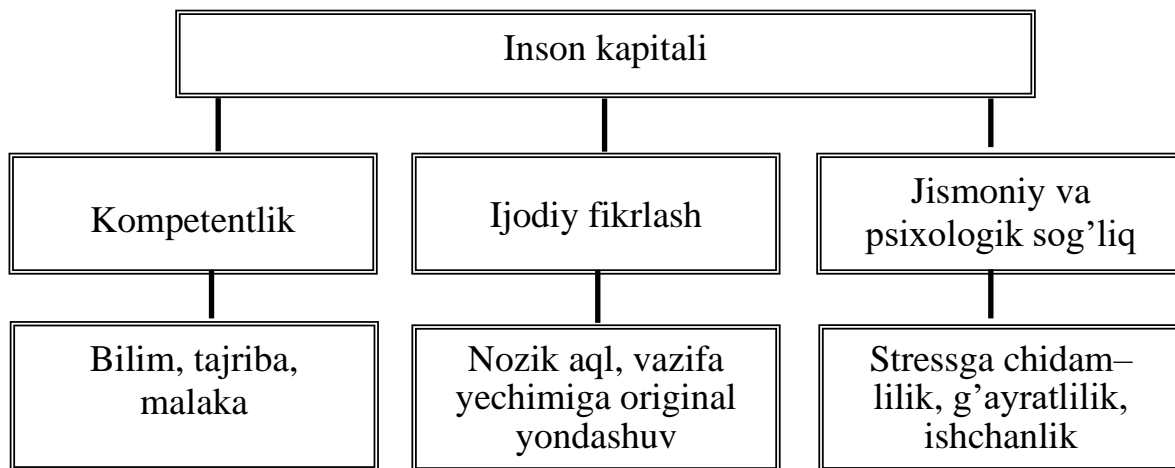 Inson kapitali
Kompetentlik
Ijodiy fikrlash
Jismoniy va
psixologik sog’liq
Bilim, tajriba,
malaka
Nozik aql, vazifa
yechimiga original
yondashuv
Stressga chidam–
lilik, g’ayratlilik,
ishchanlik